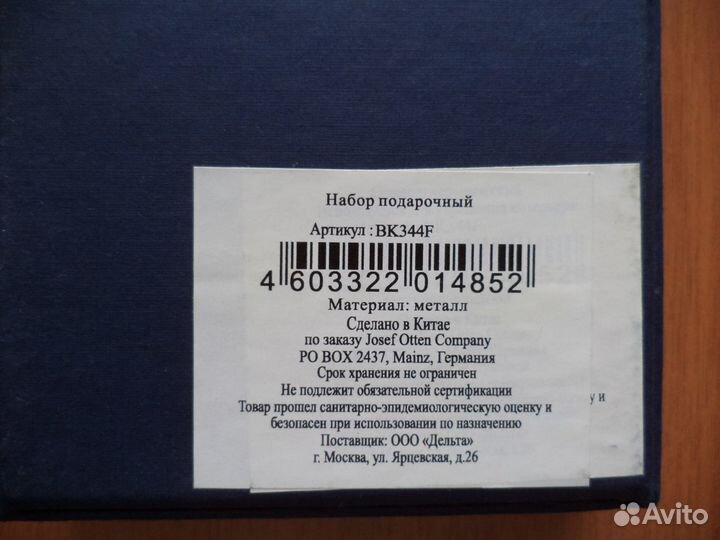 Набор подарочный
Артикул : BK344F
4 603322 014852
Материал: металл
Сделано в Китае
по заказу Josef Otten Company
PO BOX 2437, Mainz, Германия
Срок хранения не ограничен
Не подлежит обязательной сертификации
Товар прошел санитарно-эпидемиологическую оценку и
безопасен при использовании по назначению
Поставщик: ООО «Дельта»
г. Москва, ул. Ярцевская, д.26
у и
Avito